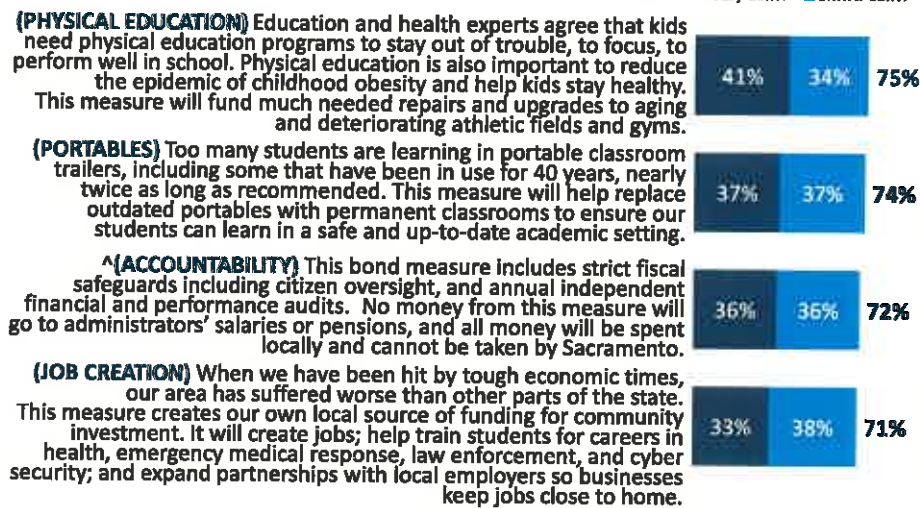 (PHYSICAL EDUCATION) Education and health experts agree that kids
need physical education programs to stay out of trouble, to focus, to
perform well in school. Physical education is also important to reduce
the epidemic of childhood obesity and help kids stay healthy.
This measure will fund much needed repairs and upgrades to aging
and deteriorating athletic fields and gyms.
41% 34% 75%
(PORTABLES) Too many students are learning in portable classroom
trailers, including some that have been in use for 40 years, nearly
twice as long as recommended. This measure will help replace
outdated portables with permanent classrooms to ensure our
students can learn in a safe and up-to-date academic setting.
37% 37% 74%
^(ACCOUNTABILITY) This bond measure includes strict fiscal
safeguards including citizen oversight, and annual independent
financial and performance audits. No money from this measure will
go to administrators' salaries or pensions, and all money will be spent
locally and cannot be taken by Sacramento.
36% 36% 72%
(JOB CREATION) When we have been hit by tough economic times,
our area has suffered worse than other parts of the state.
This measure creates our own local source of funding for community
investment. It will create jobs; help train students for careers in
health, emergency medical response, law enforcement, and cyber
security; and expand partnerships with local employers so businesses
keep jobs close to home.
33% 38% 71%